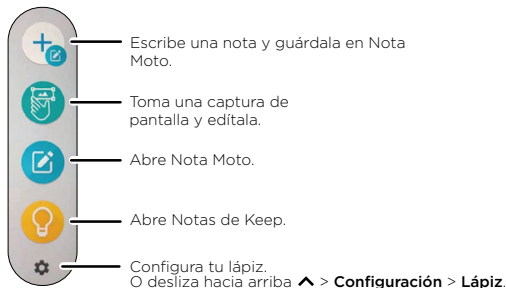 Escribe una nota y guárdala en Nota
Moto.
Toma una captura de
pantalla y edítala.
Abre Nota Moto.
Abre Notas de Keep.
Configura tu lápiz.
O desliza hacia arriba > Configuración > Lápiz.